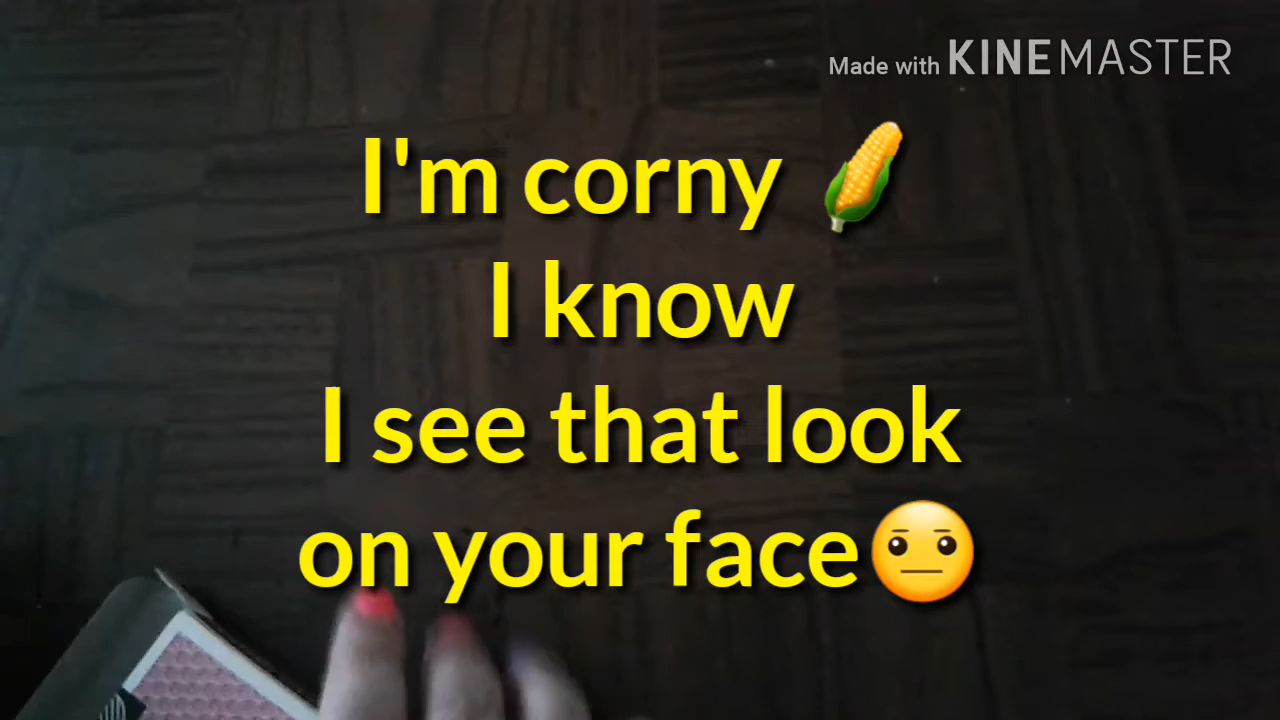 Made with KINEMASTER
I'm corny 🌽
I know
I see that look
on your face😐